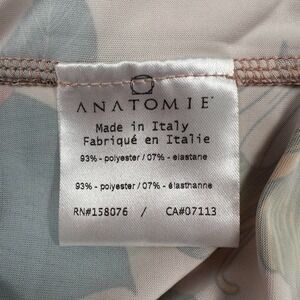 ANATOMIE
Made in Italy
Fabriqué en Italie
93% - polyester / 07% - elastane
93% - polyester / 07% - élasthanne
RN#158076 / CA#07113